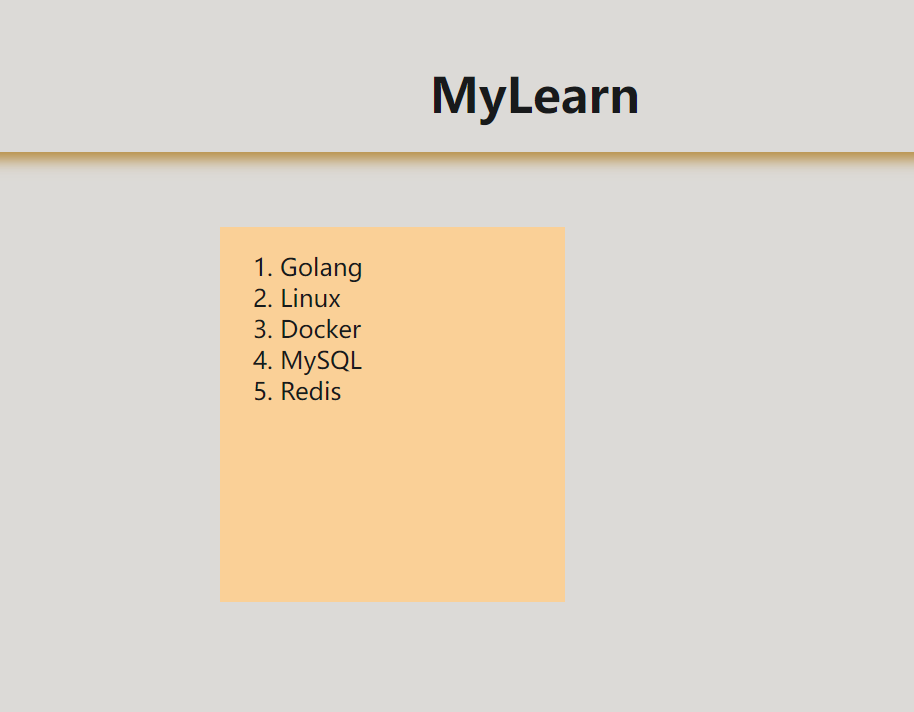 MyLearn
1. Golang
2. Linux
3. Docker
4. MySQL
5. Redis